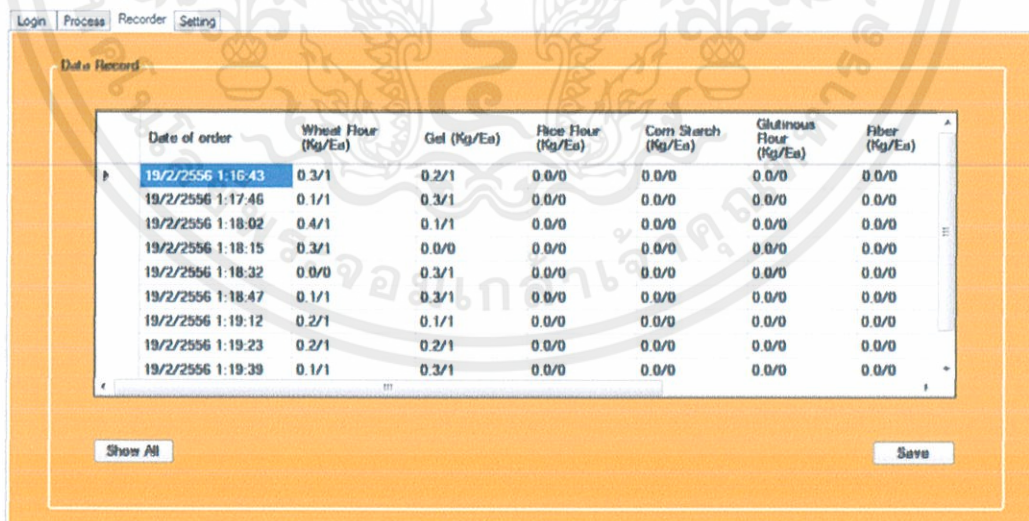 Login Process Recorder Setting
Data Record
Date of order Wheat Flour (Kg/Ea) Gel (Kg/Ea) Rice Flour (Kg/Ea) Corn Starch (Kg/Ea) Glutinous Flour (Kg/Ea) Fiber (Kg/Ea)
19/2/2556 1:16:43 0.3/1 0.2/1 0.0/0 0.0/0 0.0/0 0.0/0
19/2/2556 1:17:46 0.1/1 0.3/1 0.0/0 0.0/0 0.0/0 0.0/0
19/2/2556 1:18:02 0.4/1 0.1/1 0.0/0 0.0/0 0.0/0 0.0/0
19/2/2556 1:18:15 0.3/1 0.0/0 0.0/0 0.0/0 0.0/0 0.0/0
19/2/2556 1:18:32 0.0/0 0.3/1 0.0/0 0.0/0 0.0/0 0.0/0
19/2/2556 1:18:47 0.1/1 0.3/1 0.0/0 0.0/0 0.0/0 0.0/0
19/2/2556 1:19:12 0.2/1 0.1/1 0.0/0 0.0/0 0.0/0 0.0/0
19/2/2556 1:19:23 0.2/1 0.2/1 0.0/0 0.0/0 0.0/0 0.0/0
19/2/2556 1:19:39 0.1/1 0.3/1 0.0/0 0.0/0 0.0/0 0.0/0
Show All Save